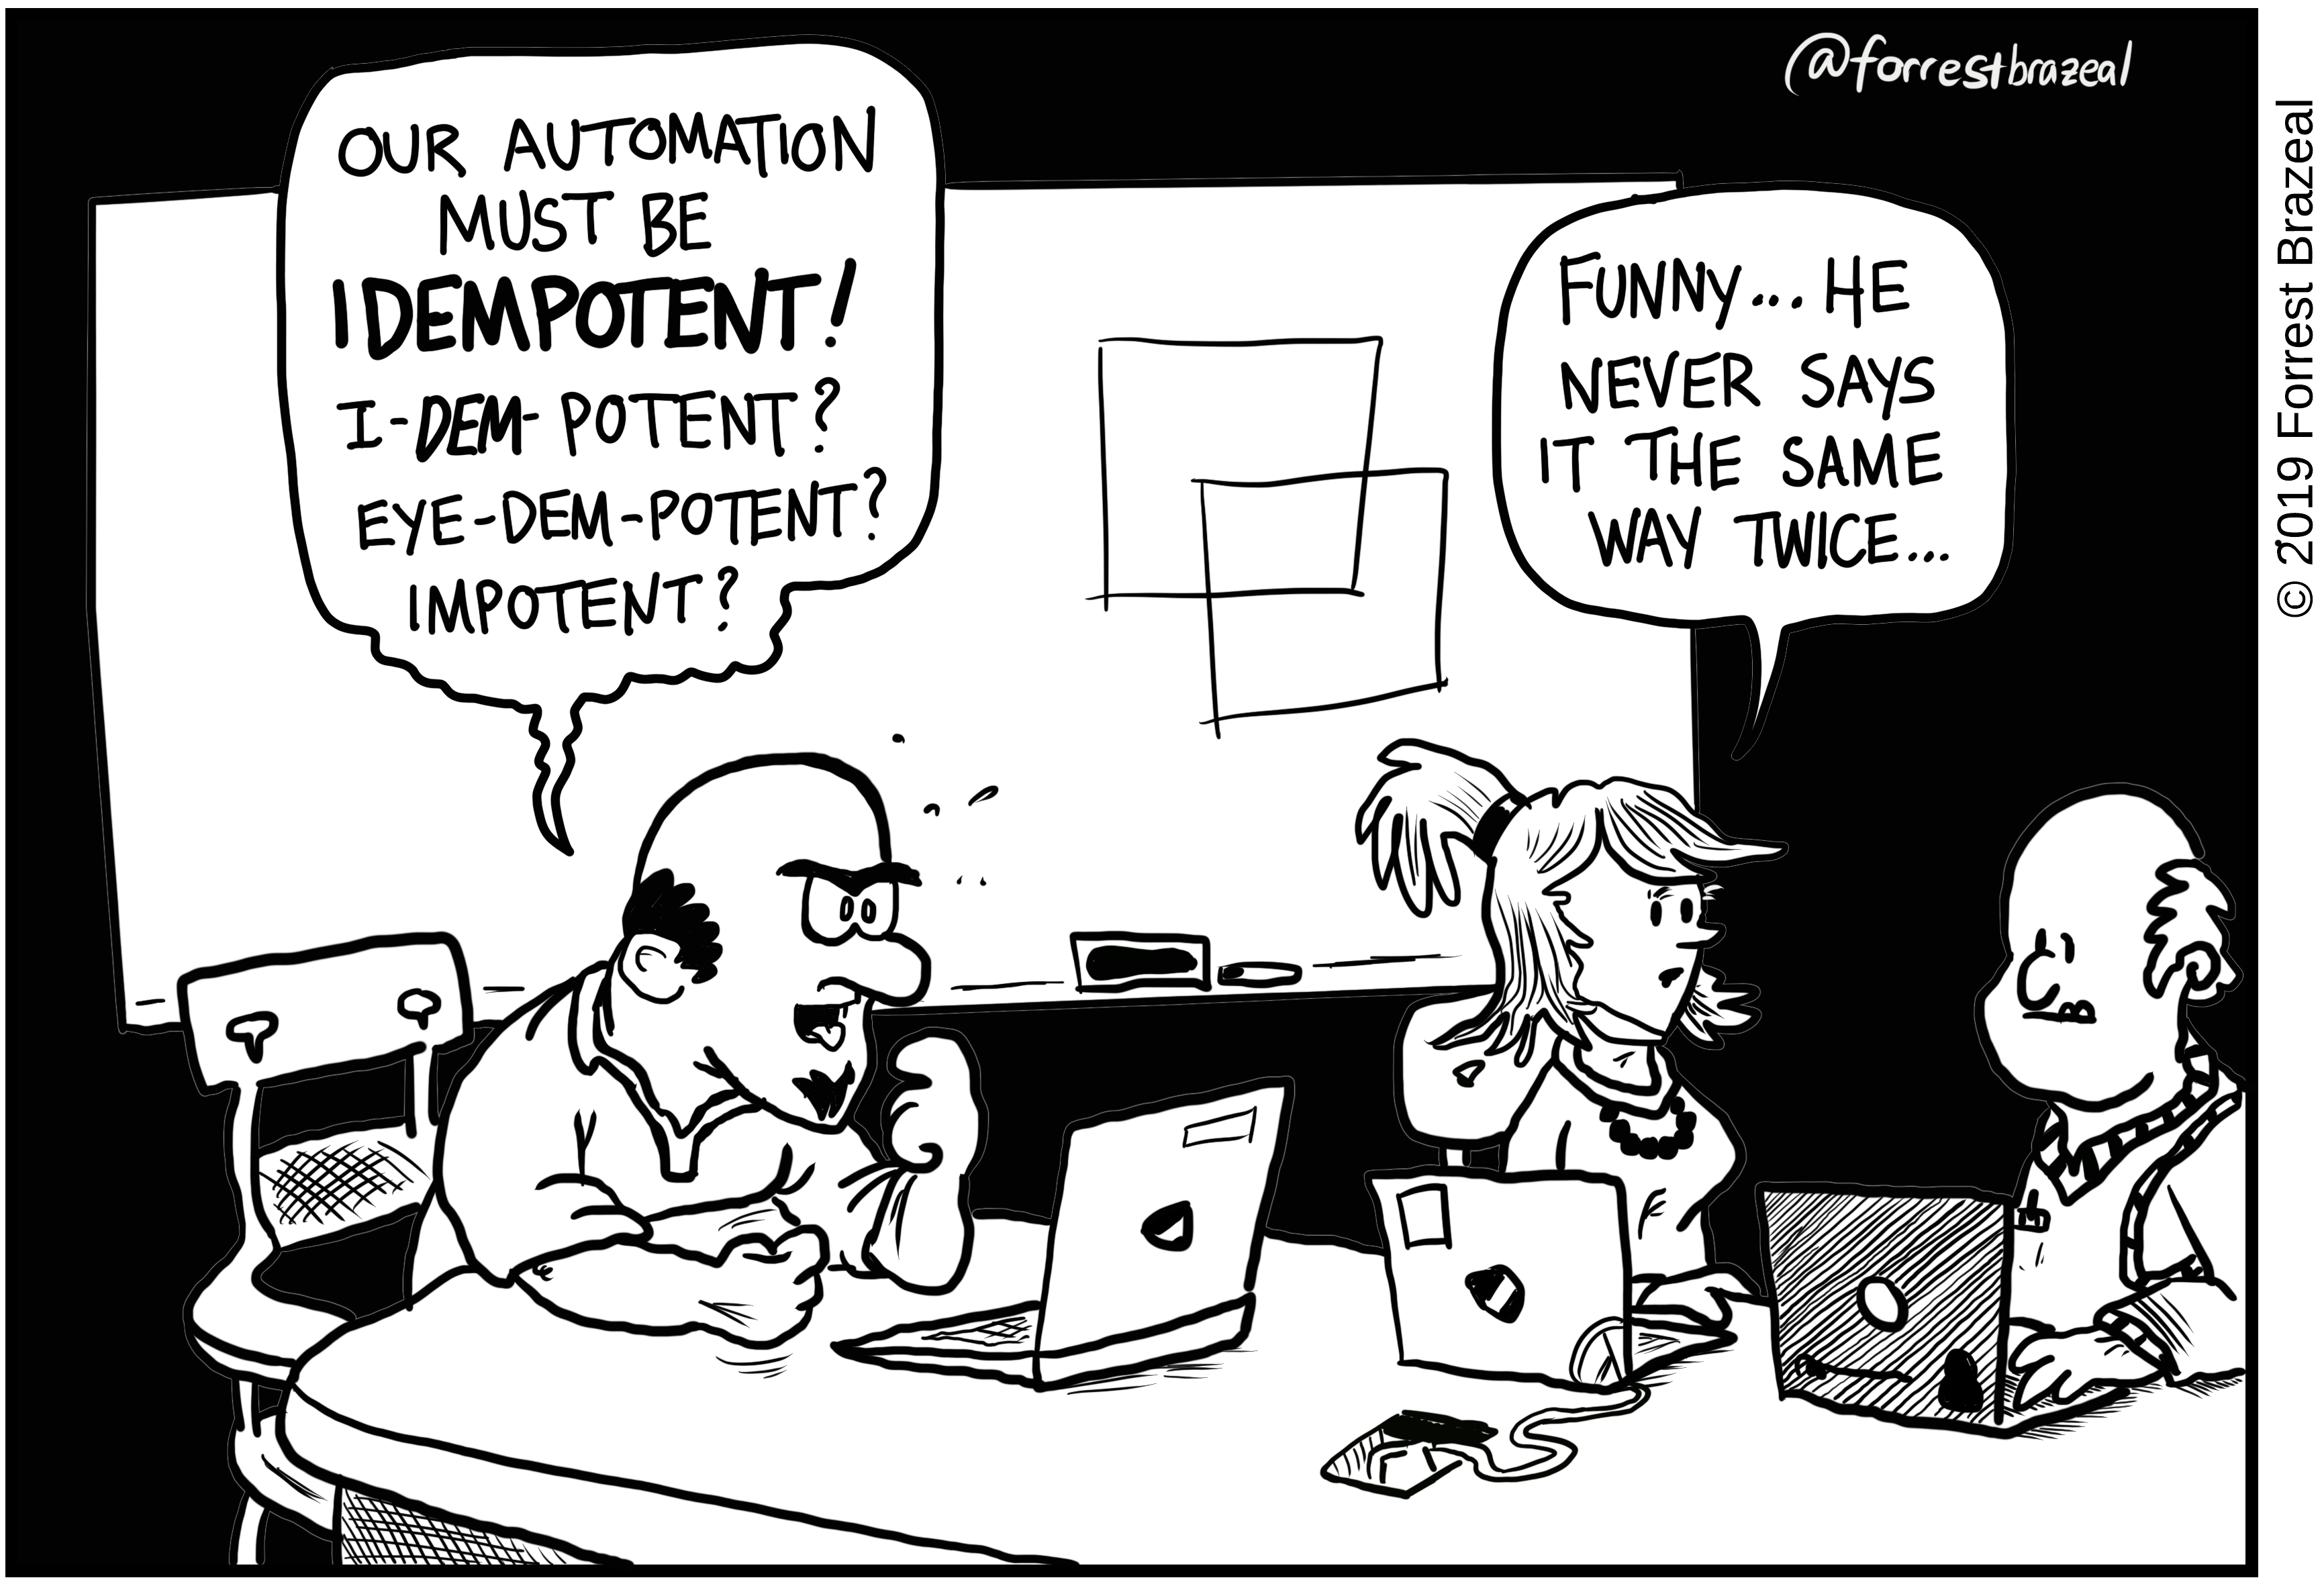 @forrestbrazeal
OUR AUTOMATION
MUST BE
IDEMPOTENT!
I-DEM-POTENT?
EYE-DEM-POTENT?
IMPOTENT?
FUNNY... HE
NEVER SAYS
IT THE SAME
WAY TWICE...
© 2019 Forrest Brazeal